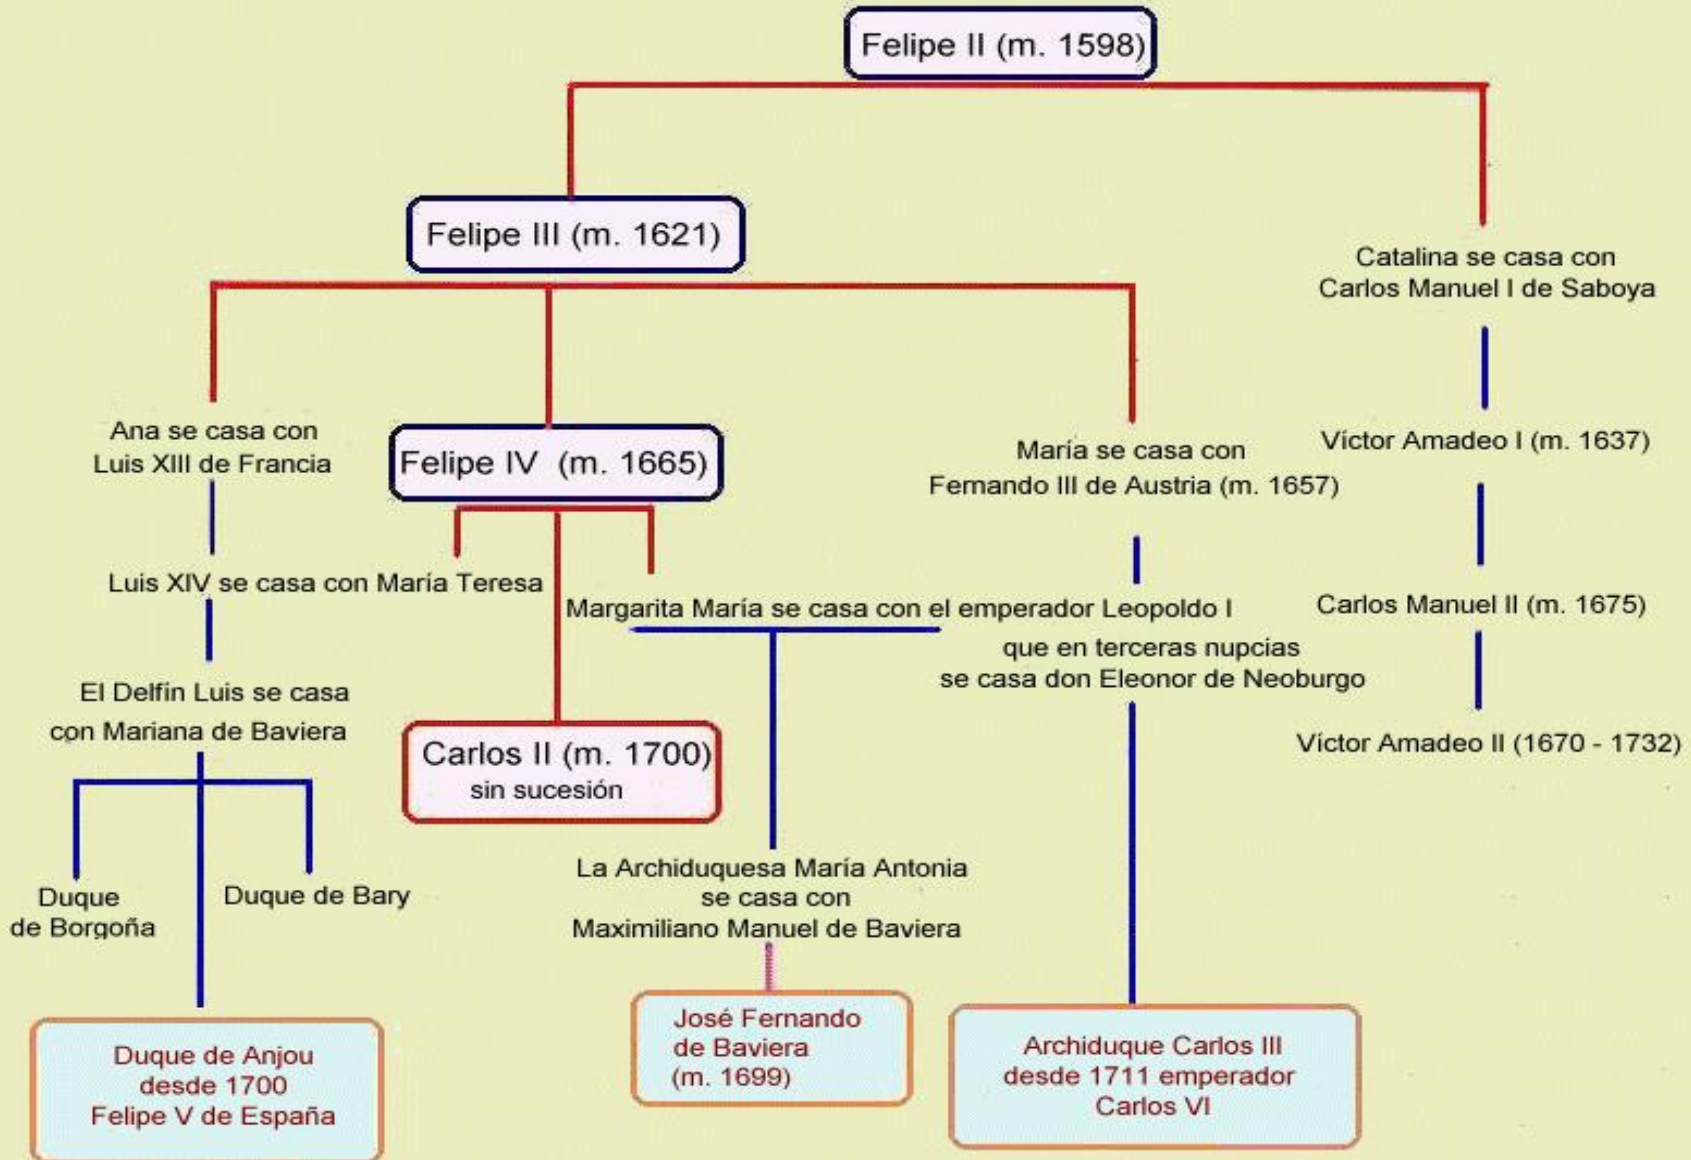 Felipe II (m. 1598)
Felipe III (m. 1621)
Catalina se casa con
Carlos Manuel I de Saboya
Ana se casa con
Luis XIII de Francia
Felipe IV (m. 1665)
María se casa con
Fernando III de Austria (m. 1657)
Víctor Amadeo I (m. 1637)
Luis XIV se casa con María Teresa
Margarita María se casa con el emperador Leopoldo I
que en terceras nupcias
se casa don Eleonor de Neoburgo
Carlos Manuel II (m. 1675)
El Delfín Luis se casa
con Mariana de Baviera
Carlos II (m. 1700)
sin sucesión
Víctor Amadeo II (1670 - 1732)
Duque
de Borgoña
Duque de Bary
La Archiduquesa María Antonia
se casa con
Maximiliano Manuel de Baviera
Duque de Anjou
desde 1700
Felipe V de España
José Fernando
de Baviera
(m. 1699)
Archiduque Carlos III
desde 1711 emperador
Carlos VI